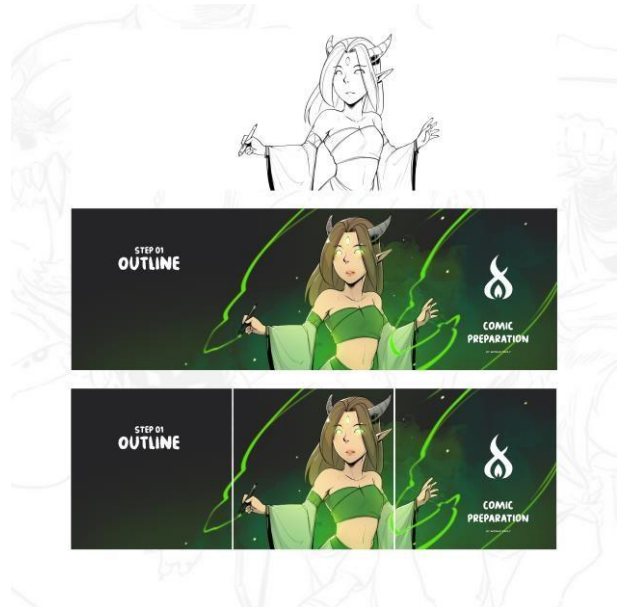 STEP 01
OUTLINE
COMIC
PREPARATION
STEP 01
OUTLINE
COMIC
PREPARATION